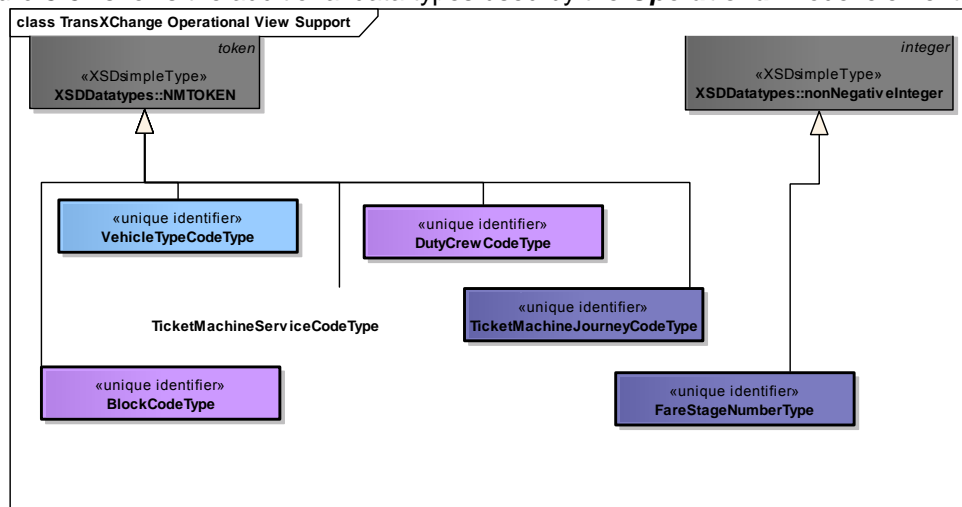 class TransXChange Operational View Support
token
«XSDsimpleType»
XSDDatatypes::NMTOKEN
integer
«XSDsimpleType»
XSDDatatypes::nonNegativeInteger
«unique identifier»
VehicleTypeCodeType
«unique identifier»
DutyCrewCodeType
TicketMachineServiceCodeType
«unique identifier»
TicketMachineJourneyCodeType
«unique identifier»
BlockCodeType
«unique identifier»
FareStageNumberType